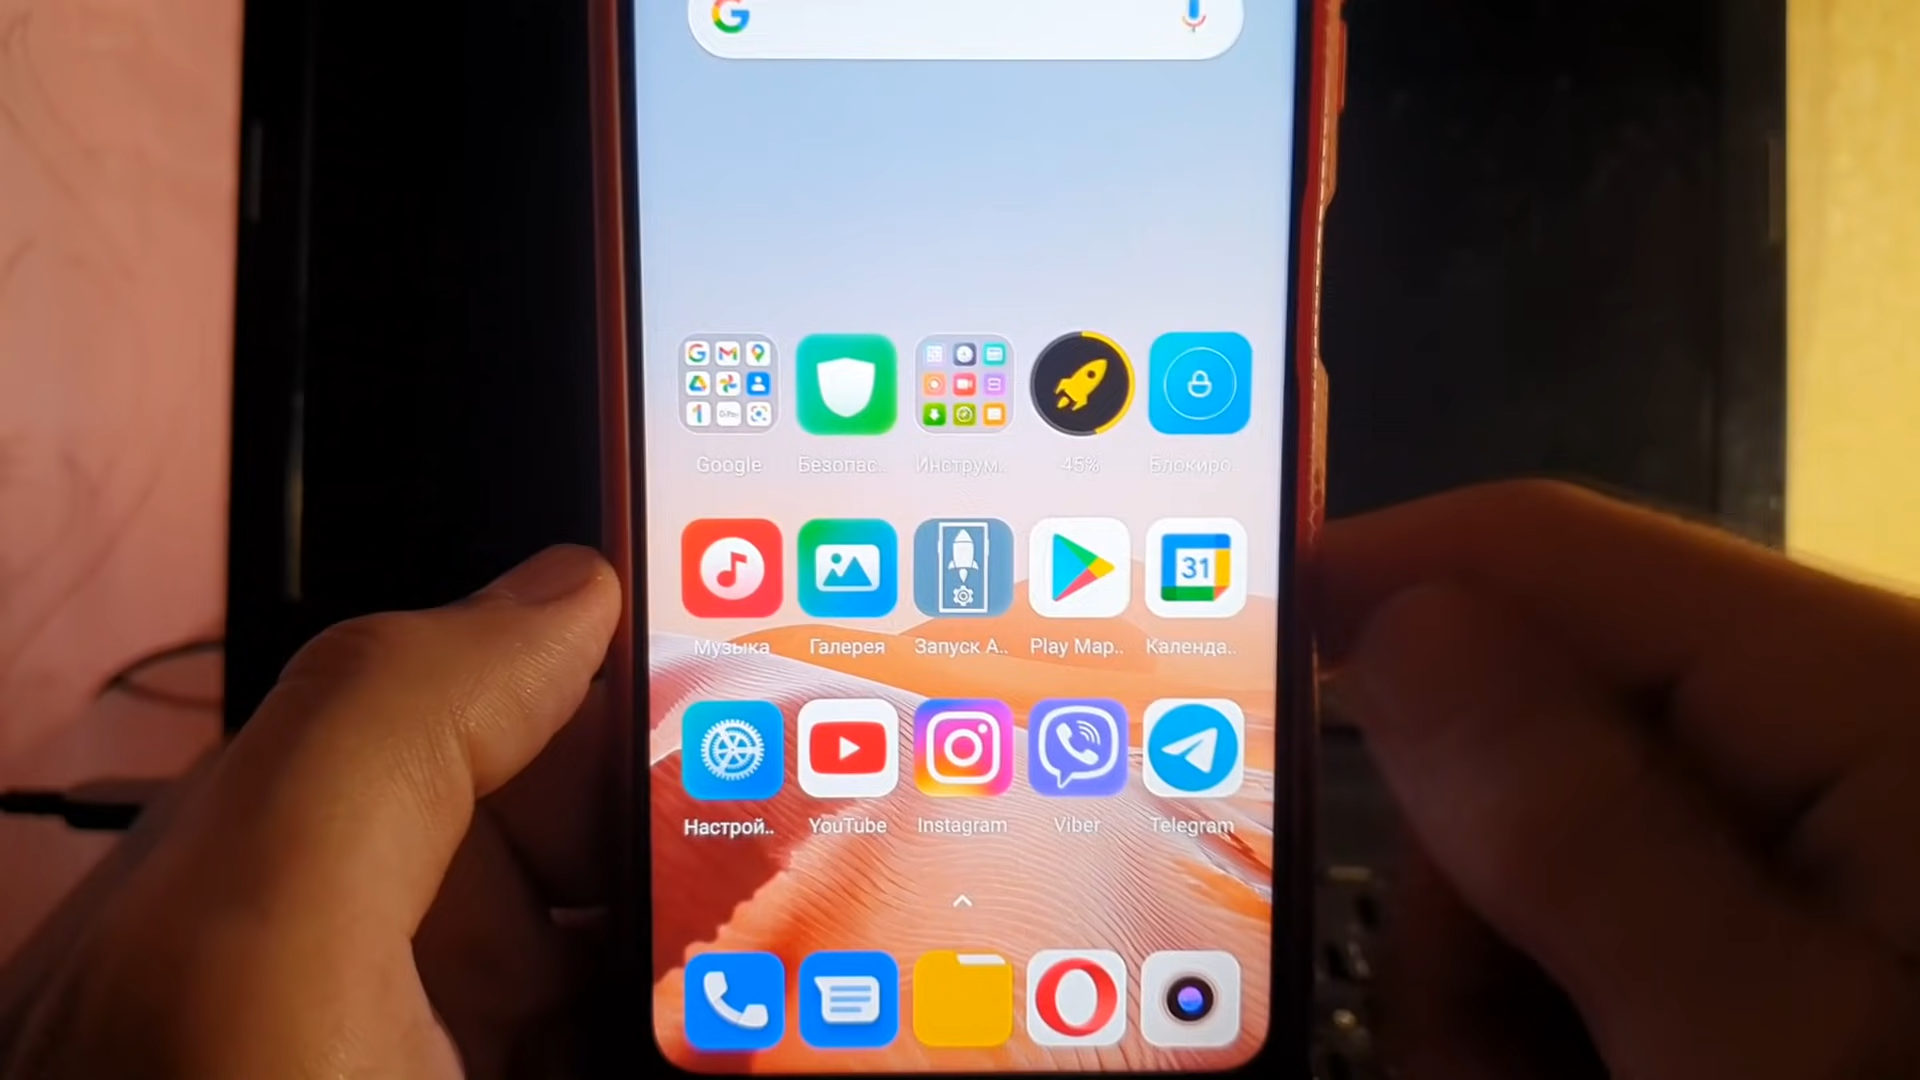 Google Безопас.. Инструм.. 45% Блокиро..
31
Музыка Галерея Запуск А.. Play Мар.. Календа..
Настрой.. YouTube Instagram Viber Telegram